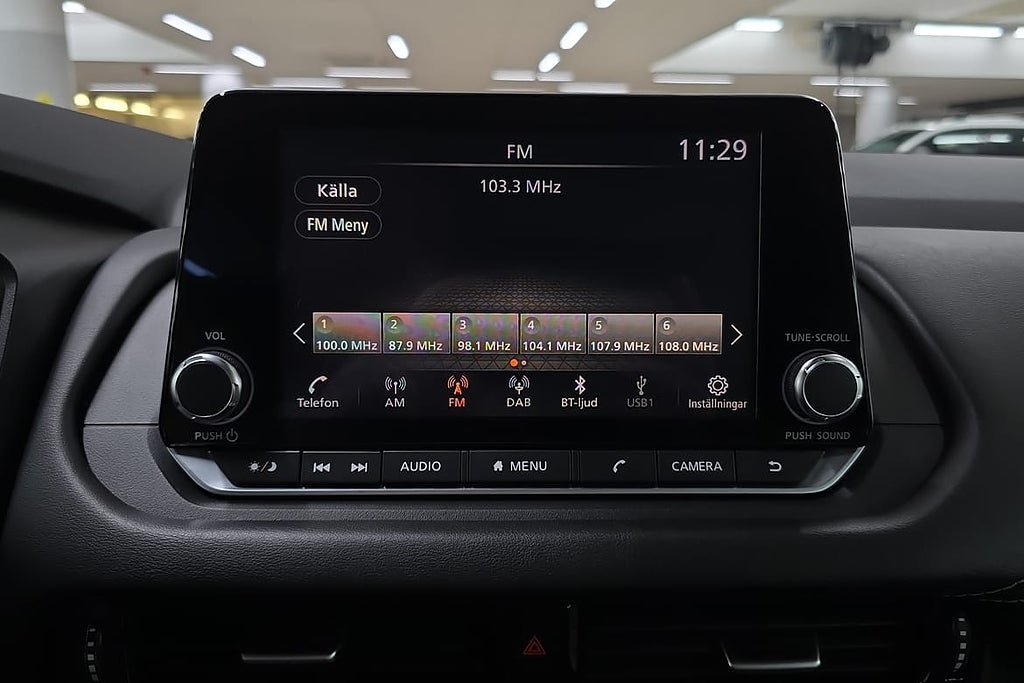 FM
11:29
103.3 MHz
Källa
FM Meny
1 2 3 4 5 6
100.0 MHz 87.9 MHz 98.1 MHz 104.1 MHz 107.9 MHz 108.0 MHz
Telefon AM FM DAB BT-ljud USB1 Inställningar
VOL
PUSH
TUNE·SCROLL
PUSH SOUND
AUDIO MENU CAMERA